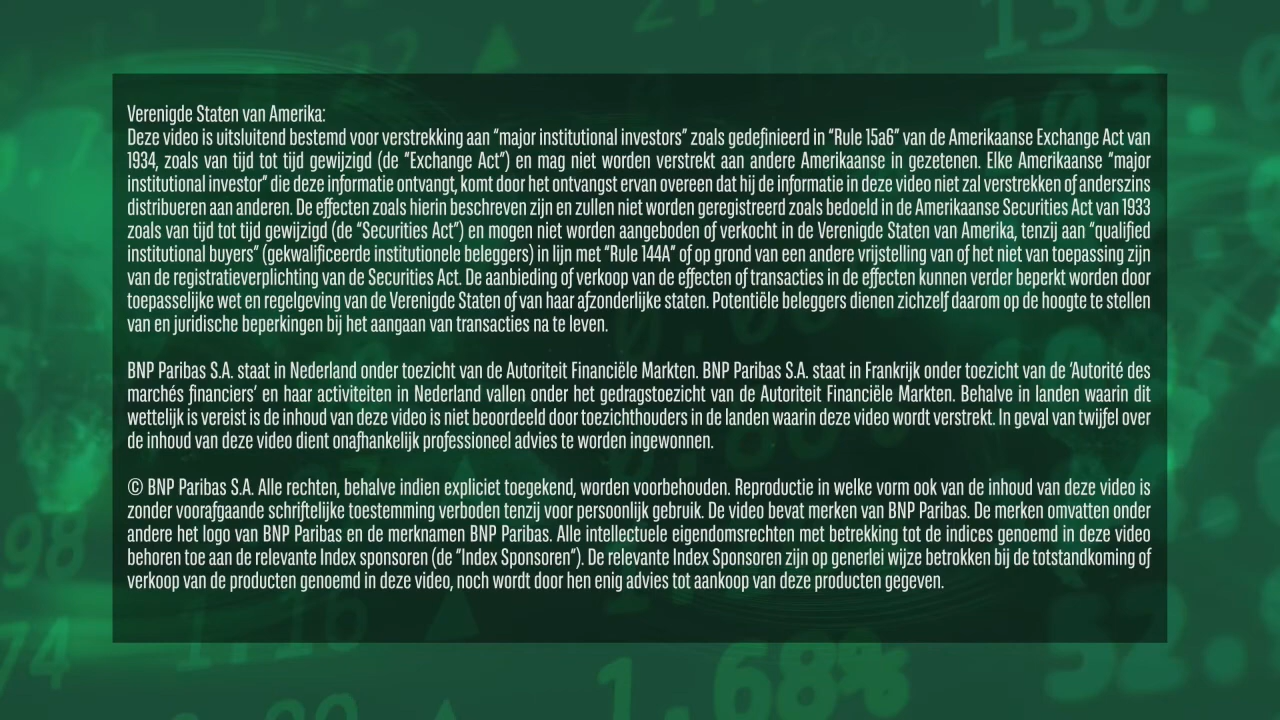 Verenigde Staten van Amerika:
Deze video is uitsluitend bestemd voor verstrekking aan “major institutional investors” zoals gedefinieerd in “Rule 15a6” van de Amerikaanse Exchange Act van
1934, zoals van tijd tot tijd gewijzigd (de “Exchange Act”) en mag niet worden verstrekt aan andere Amerikaanse in gezetenen. Elke Amerikaanse “major
institutional investor” die deze informatie ontvangt, komt door het ontvangst ervan overeen dat hij de informatie in deze video niet zal verstrekken of anderszins
distribueren aan anderen. De effecten zoals hierin beschreven zijn en zullen niet worden geregistreerd zoals bedoeld in de Amerikaanse Securities Act van 1933
zoals van tijd tot tijd gewijzigd (de “Securities Act”) en mogen niet worden aangeboden of verkocht in de Verenigde Staten van Amerika, tenzij aan “qualified
institutional buyers” (gekwalificeerde institutionele beleggers) in lijn met “Rule 144A” of op grond van een andere vrijstelling van of het niet van toepassing zijn
van de registratieverplichting van de Securities Act. De aanbieding of verkoop van de effecten of transacties in de effecten kunnen verder beperkt worden door
toepasselijke wet en regelgeving van de Verenigde Staten of van haar afzonderlijke staten. Potentiële beleggers dienen zichzelf daarom op de hoogte te stellen
van en juridische beperkingen bij het aangaan van transacties na te leven.
BNP Paribas S.A. staat in Nederland onder toezicht van de Autoriteit Financiële Markten. BNP Paribas S.A. staat in Frankrijk onder toezicht van de ‘Autorité des
marchés financiers’ en haar activiteiten in Nederland vallen onder het gedragstoezicht van de Autoriteit Financiële Markten. Behalve in landen waarin dit
wettelijk is vereist is de inhoud van deze video is niet beoordeeld door toezichthouders in de landen waarin deze video wordt verstrekt. In geval van twijfel over
de inhoud van deze video dient onafhankelijk professioneel advies te worden ingewonnen.
© BNP Paribas S.A. Alle rechten, behalve indien expliciet toegekend, worden voorbehouden. Reproductie in welke vorm ook van de inhoud van deze video is
zonder voorafgaande schriftelijke toestemming verboden tenzij voor persoonlijk gebruik. De video bevat merken van BNP Paribas. De merken omvatten onder
andere het logo van BNP Paribas en de merknamen BNP Paribas. Alle intellectuele eigendomsrechten met betrekking tot de indices genoemd in deze video
behoren toe aan de relevante Index sponsoren (de “Index Sponsoren”). De relevante Index Sponsoren zijn op generlei wijze betrokken bij de totstandkoming of
verkoop van de producten genoemd in deze video, noch wordt door hen enig advies tot aankoop van deze producten gegeven.
1.68%